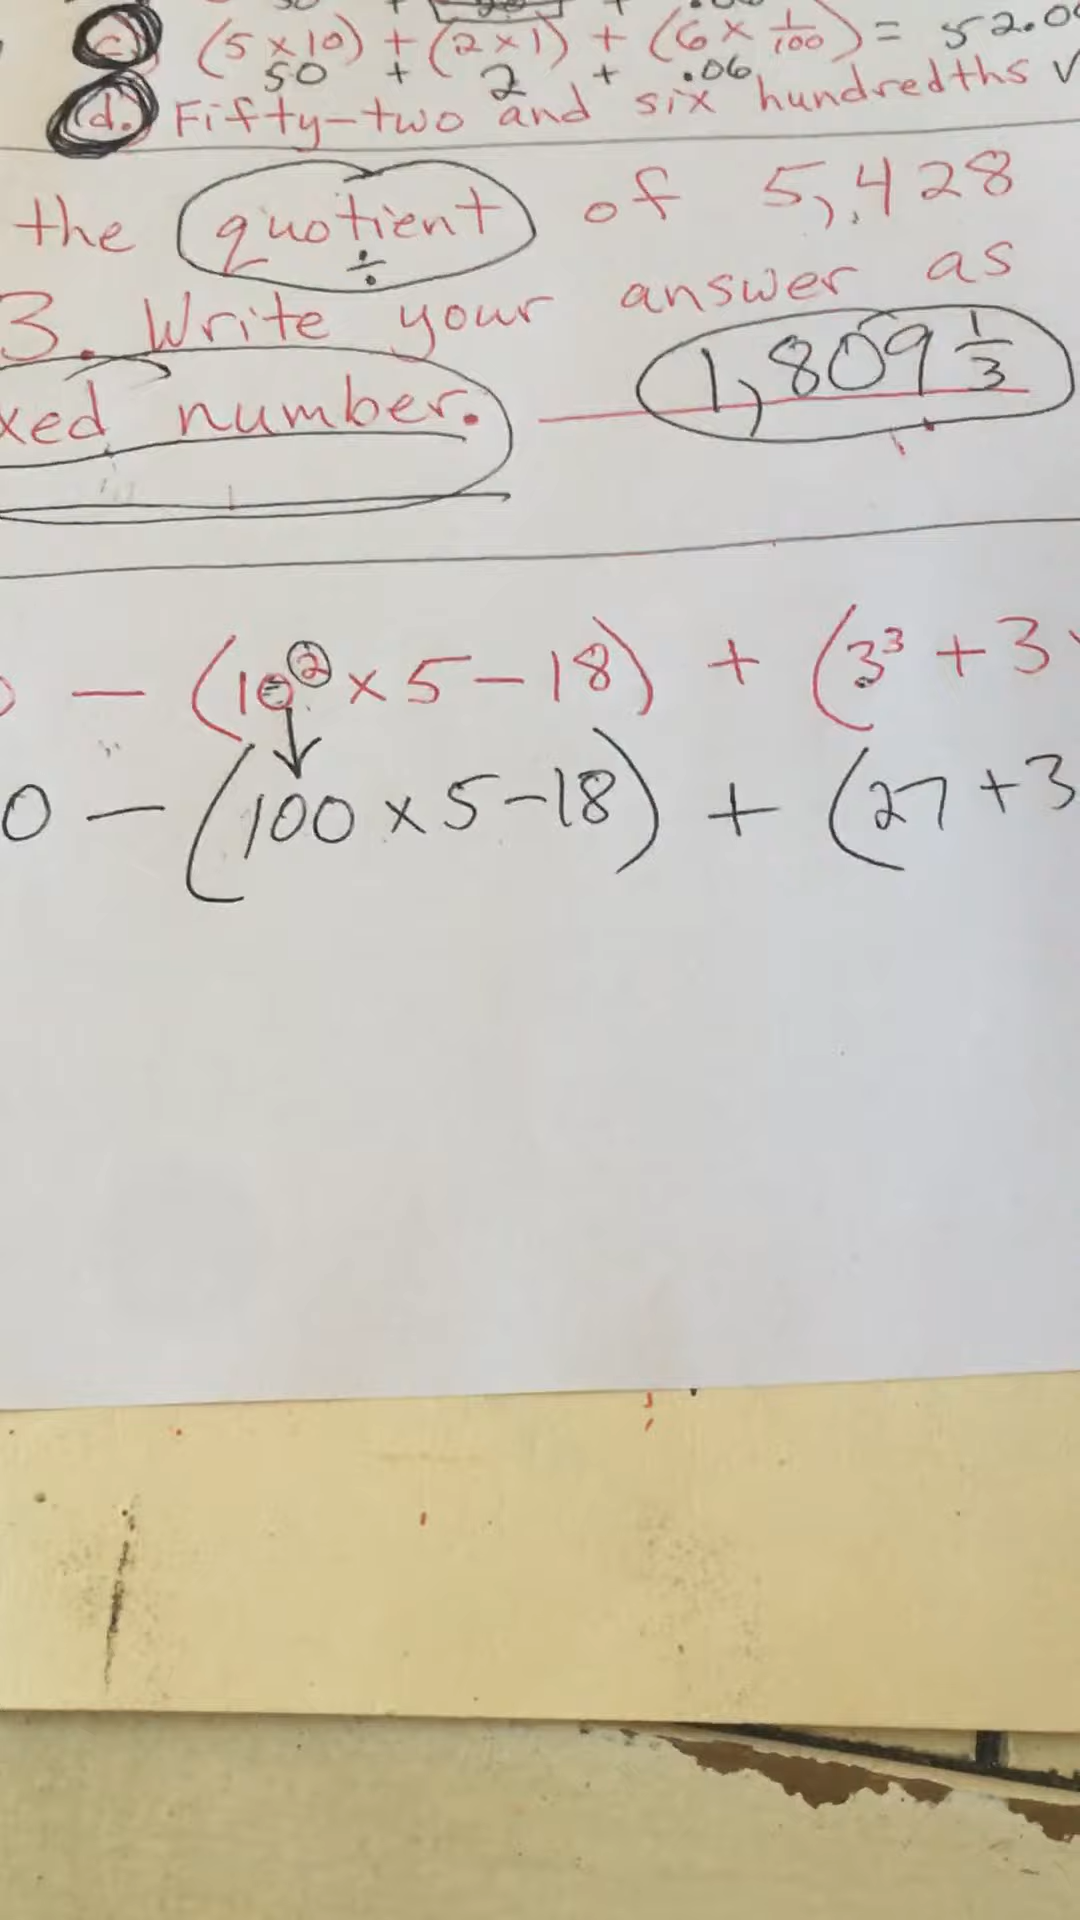 c. (5 x 10) + (2 x 1) + (6 x 1/100) = 52.0
50 + 2 + .06
d. Fifty-two and six hundredths √
the quotient of 5,428
÷
3. Write your answer as
xed number. 1,809 1/3
— (10² x 5 - 18) + (3³ + 3
0 — (100 x 5 - 18) + (27 + 3